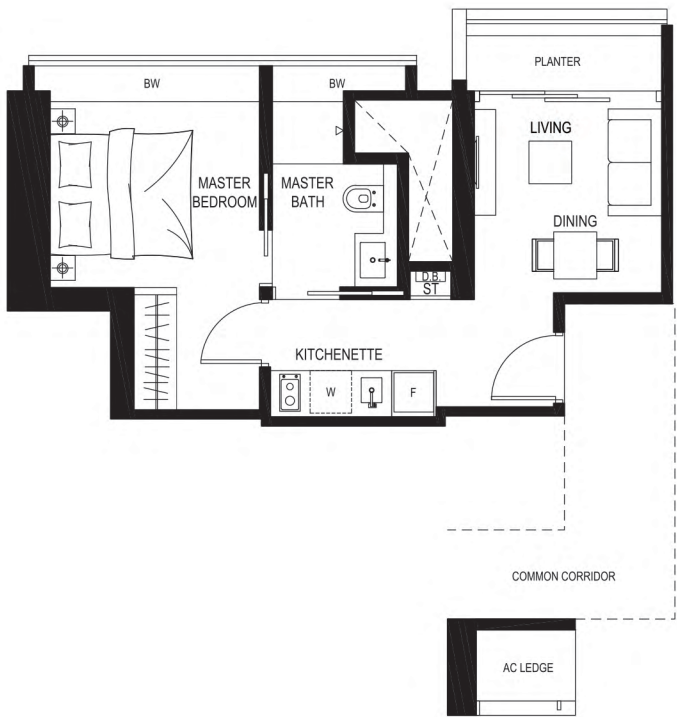 PLANTER
BW
BW
LIVING
MASTER
BEDROOM
MASTER
BATH
DINING
D.B.
ST
KITCHENETTE
W
F
COMMON CORRIDOR
AC LEDGE